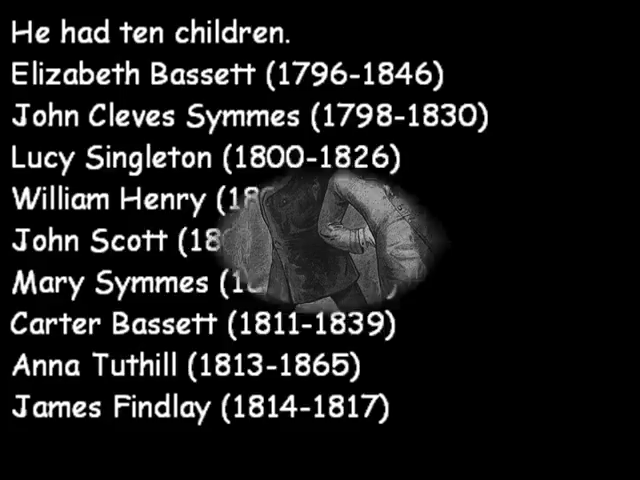 He had ten children.
Elizabeth Bassett (1796-1846)
John Cleves Symmes (1798-1830)
Lucy Singleton (1800-1826)
William Henry
John Scott
Mary Symmes
Carter Bassett (1811-1839)
Anna Tuthill (1813-1865)
James Findlay (1814-1817)